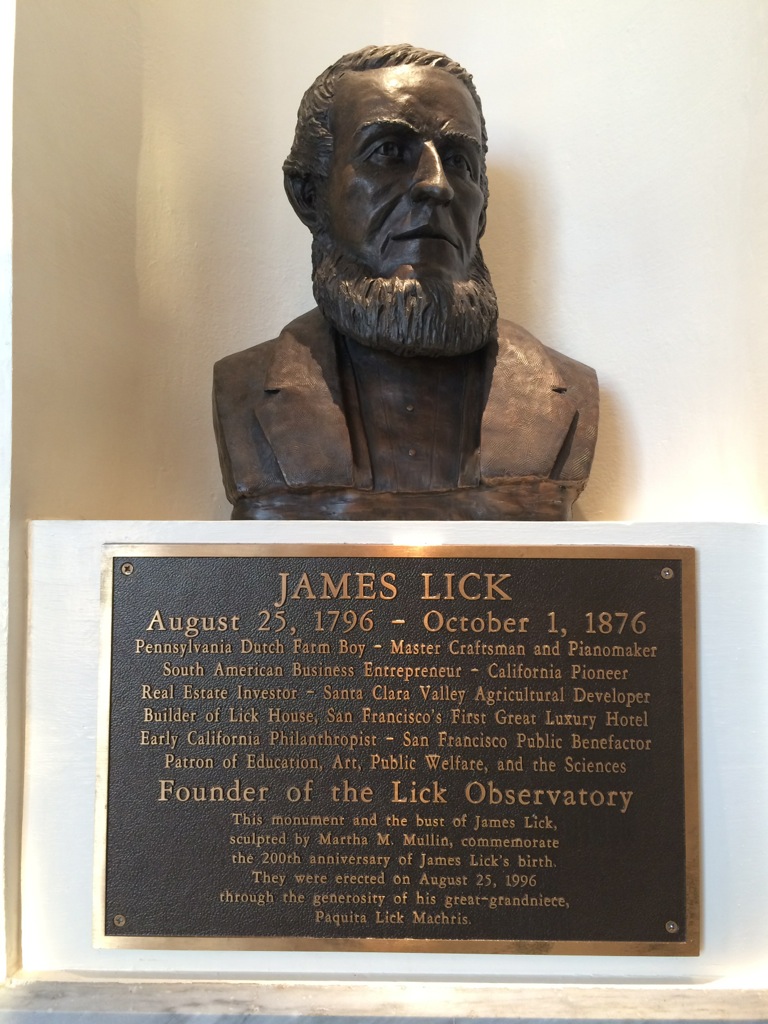 JAMES LICK
August 25, 1796 – October 1, 1876
Pennsylvania Dutch Farm Boy – Master Craftsman and Pianomaker
South American Business Entrepreneur – California Pioneer
Real Estate Investor – Santa Clara Valley Agricultural Developer
Builder of Lick House, San Francisco's First Great Luxury Hotel
Early California Philanthropist – San Francisco Public Benefactor
Patron of Education, Art, Public Welfare, and the Sciences
Founder of the Lick Observatory
This monument and the bust of James Lick,
sculpted by Martha M. Mullin, commemorate
the 200th anniversary of James Lick's birth.
They were erected on August 25, 1996
through the generosity of his great-grandniece,
Paquita Lick Machris.